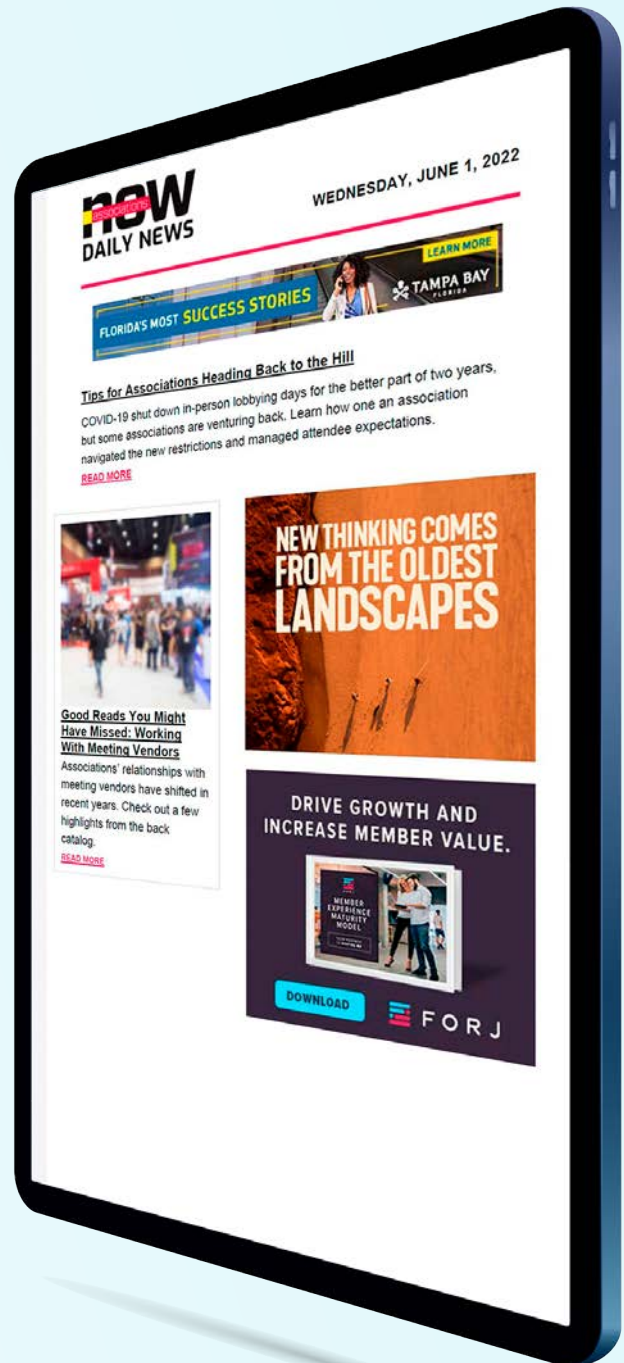 now
associations
DAILY NEWS
WEDNESDAY, JUNE 1, 2022
FLORIDA'S MOST SUCCESS STORIES
LEARN MORE
TAMPA BAY
FLORIDA
Tips for Associations Heading Back to the Hill
COVID-19 shut down in-person lobbying days for the better part of two years,
but some associations are venturing back. Learn how one an association
navigated the new restrictions and managed attendee expectations.
READ MORE
Good Reads You Might
Have Missed: Working
With Meeting Vendors
Associations' relationships with
meeting vendors have shifted in
recent years. Check out a few
highlights from the back
catalog.
READ MORE
NEW THINKING COMES
FROM THE OLDEST
LANDSCAPES
DRIVE GROWTH AND
INCREASE MEMBER VALUE.
MEMBER
EXPERIENCE
MATURITY
MODEL
DOWNLOAD
FORJ